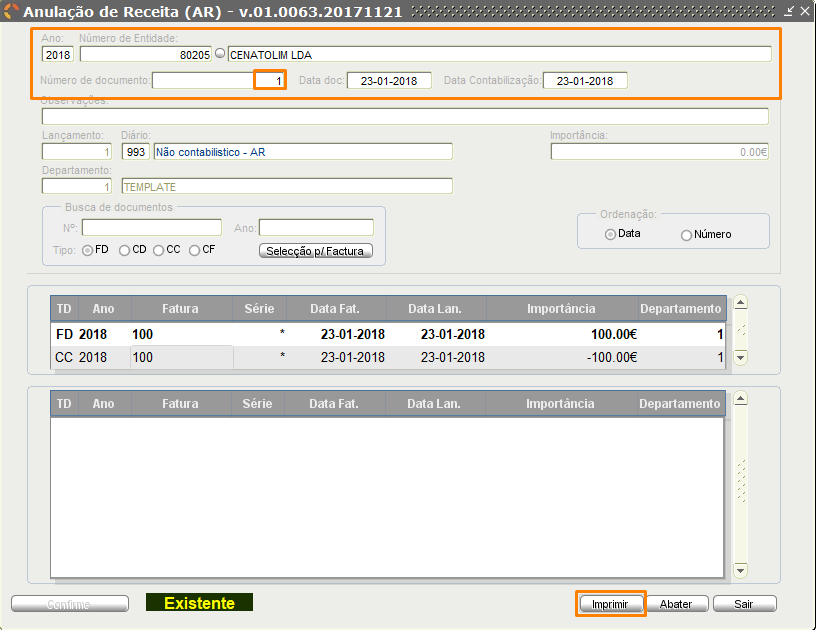 Anulação de Receita (AR) - v.01.0063.20171121
Ano: Número de Entidade:
2018 80205 CENATOLIM LDA
Número de documento: 1 Data doc: 23-01-2018 Data Contabilização: 23-01-2018
Observações:
Lançamento: Diário: Importância:
1 993 Não contabilistico - AR 0.00€
Departamento:
1 TEMPLATE
Busca de documentos Ordenação:
Nº: Ano:
Data Número
Tipo: FD CD CC CF Selecção p/ Factura
TD Ano Fatura Série Data Fat. Data Lan. Importância Departamento
FD 2018 100 * 23-01-2018 23-01-2018 100.00€ 1
CC 2018 100 * 23-01-2018 23-01-2018 -100.00€ 1
TD Ano Fatura Série Data Fat. Data Lan. Importância Departamento
Confirme Existente Imprimir Abater Sair